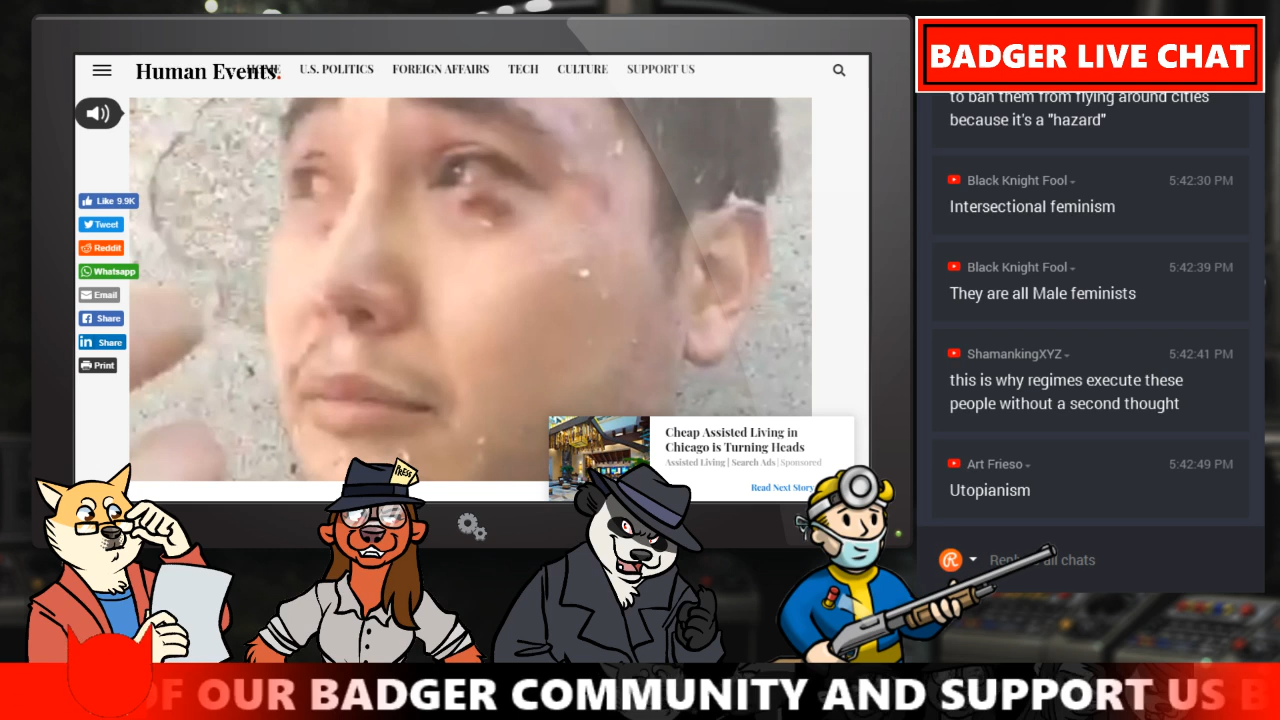 Human Events.
HOME
U.S. POLITICS
FOREIGN AFFAIRS
TECH
CULTURE
SUPPORT US
Like 9.9K
Tweet
Reddit
Whatsapp
Email
Share
Share
Print
Cheap Assisted Living in
Chicago is Turning Heads
Assisted Living | Search Ads | Sponsored
Read Next Story
PRESS
BADGER LIVE CHAT
to ban them from flying around cities
because it's a "hazard"
Black Knight Fool
5:42:30 PM
Intersectional feminism
Black Knight Fool
5:42:39 PM
They are all Male feminists
ShamankingXYZ
5:42:41 PM
this is why regimes execute these
people without a second thought
Art Frieso
5:42:49 PM
Utopianism
all chats
OF OUR BADGER COMMUNITY AND SUPPORT US B